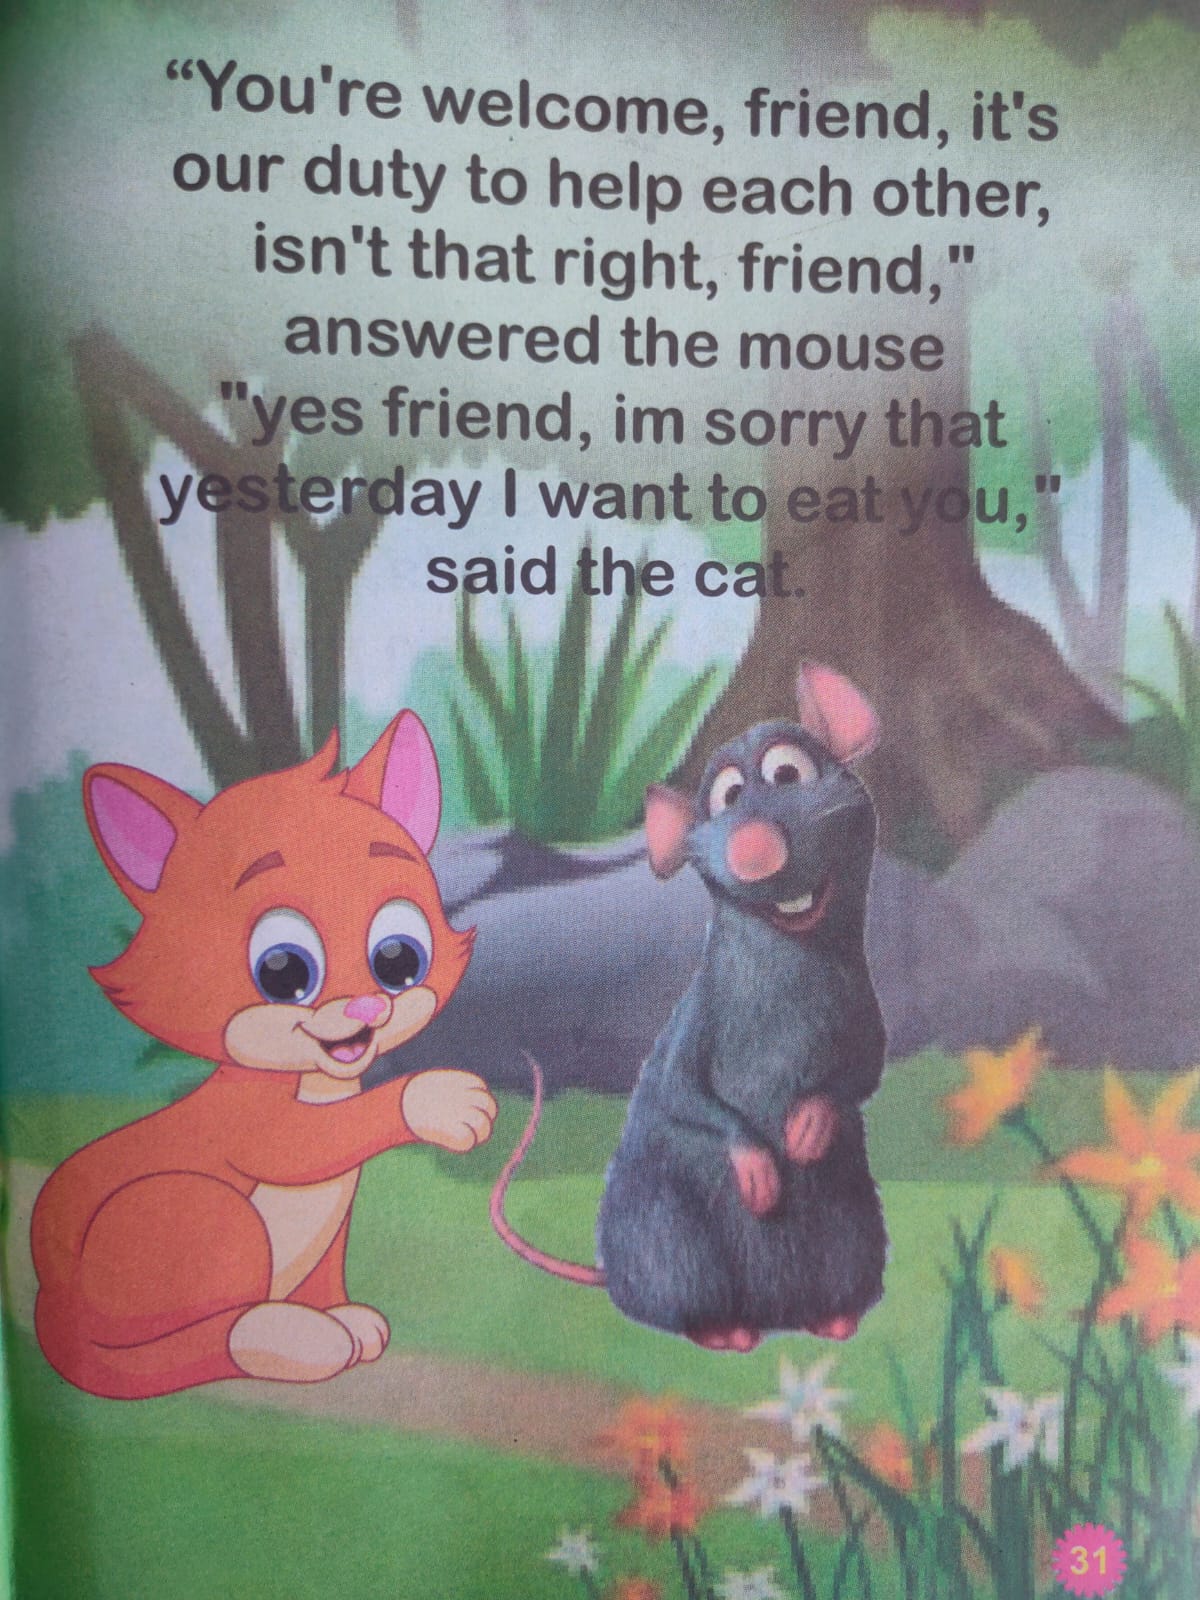 “You're welcome, friend, it's
our duty to help each other,
isn't that right, friend,"
answered the mouse
"yes friend, im sorry that
yesterday I want to eat you,"
said the cat.
31